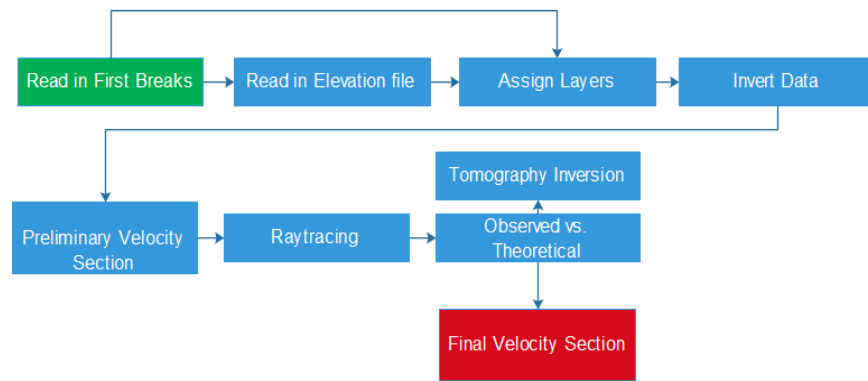 Read in First Breaks
Read in Elevation file
Assign Layers
Invert Data
Tomography Inversion
Preliminary Velocity
Section
Raytracing
Observed vs.
Theoretical
Final Velocity Section